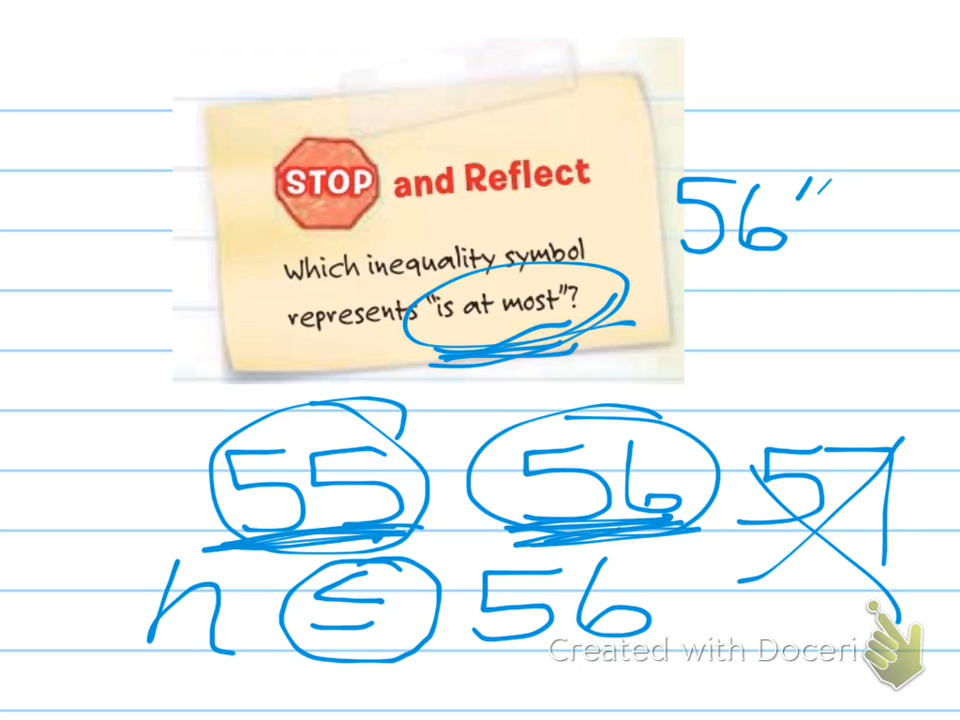 STOP and Reflect
56"
Which inequality symbol
represents "is at most"?
55 56 57
h ≤ 56
Created with Doceri